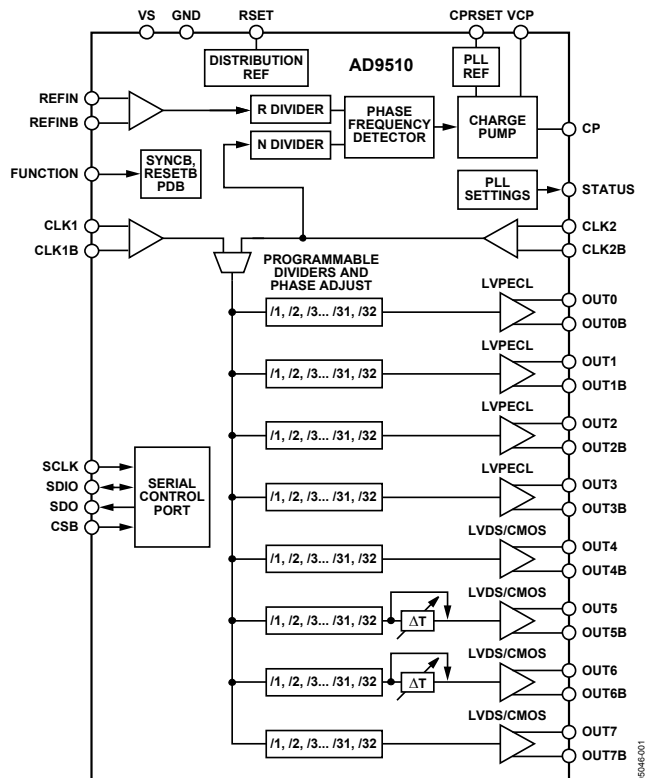 VS GND RSET CPRSET VCP
DISTRIBUTION
REF
AD9510
PLL
REF
REFIN
REFINB
R DIVIDER
N DIVIDER
PHASE
FREQUENCY
DETECTOR
CHARGE
PUMP
CP
FUNCTION
SYNCB,
RESETB
PDB
PLL
SETTINGS
STATUS
CLK1
CLK1B
CLK2
CLK2B
PROGRAMMABLE
DIVIDERS AND
PHASE ADJUST
LVPECL
/1, /2, /3... /31, /32
OUT0
OUT0B
LVPECL
/1, /2, /3... /31, /32
OUT1
OUT1B
LVPECL
/1, /2, /3... /31, /32
OUT2
OUT2B
SCLK
SDIO
SDO
CSB
SERIAL
CONTROL
PORT
LVPECL
/1, /2, /3... /31, /32
OUT3
OUT3B
LVDS/CMOS
/1, /2, /3... /31, /32
OUT4
OUT4B
LVDS/CMOS
/1, /2, /3... /31, /32
ΔT
OUT5
OUT5B
LVDS/CMOS
/1, /2, /3... /31, /32
ΔT
OUT6
OUT6B
LVDS/CMOS
/1, /2, /3... /31, /32
OUT7
OUT7B
05046-001